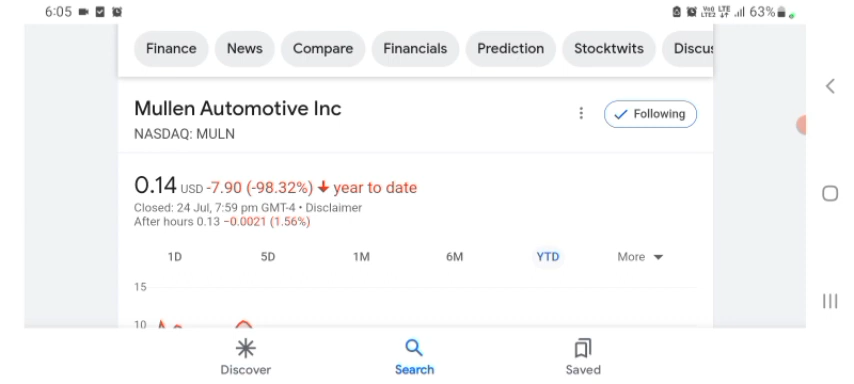 6:05 63%
Finance News Compare Financials Prediction Stocktwits Discus
Mullen Automotive Inc
Following
NASDAQ: MULN
0.14 USD -7.90 (-98.32%) ↓ year to date
Closed: 24 Jul, 7:59 pm GMT-4 • Disclaimer
After hours 0.13 −0.0021 (1.56%)
1D 5D 1M 6M YTD More
15
10
Discover Search Saved